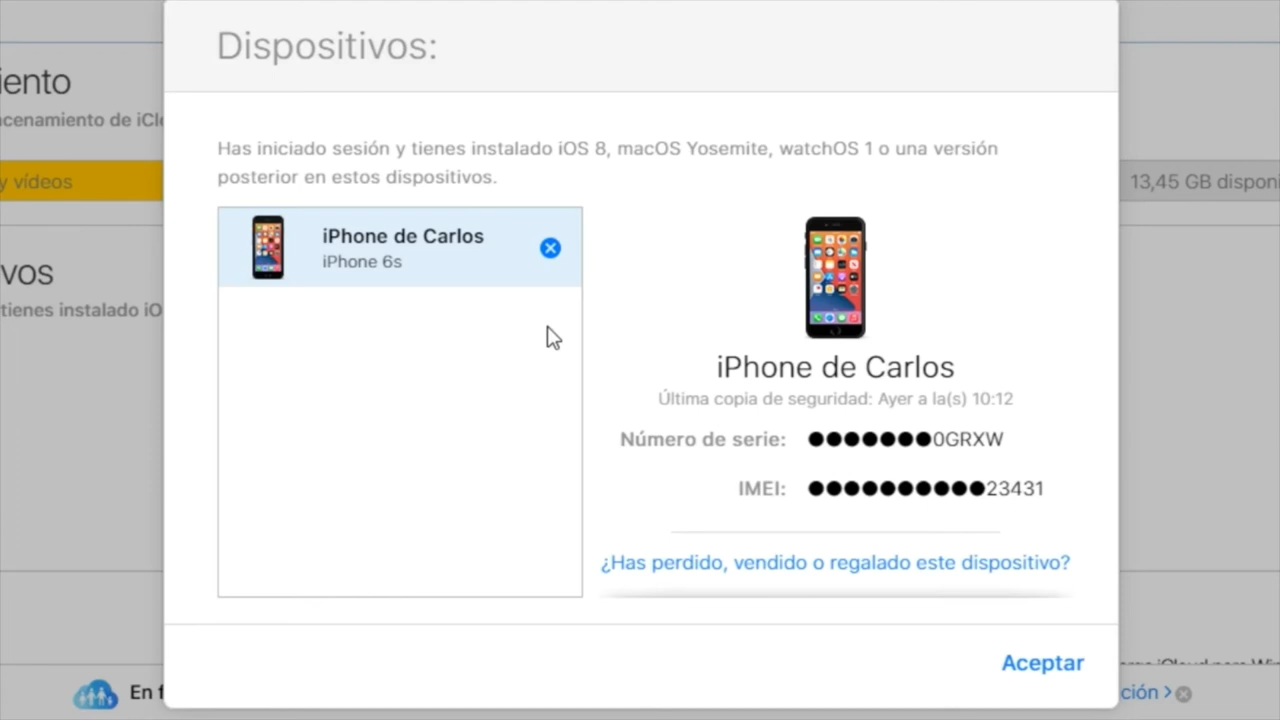 Dispositivos:
iento
cenamiento de iCl
y vídeos
13,45 GB disponi
Has iniciado sesión y tienes instalado iOS 8, macOS Yosemite, watchOS 1 o una versión
posterior en estos dispositivos.
iPhone de Carlos
iPhone 6s
vos
tienes instalado iO
iPhone de Carlos
Última copia de seguridad: Ayer a la(s) 10:12
Número de serie: ●●●●●●●0GRXW
IMEI: ●●●●●●●●●●23431
¿Has perdido, vendido o regalado este dispositivo?
Aceptar
En f
ción >